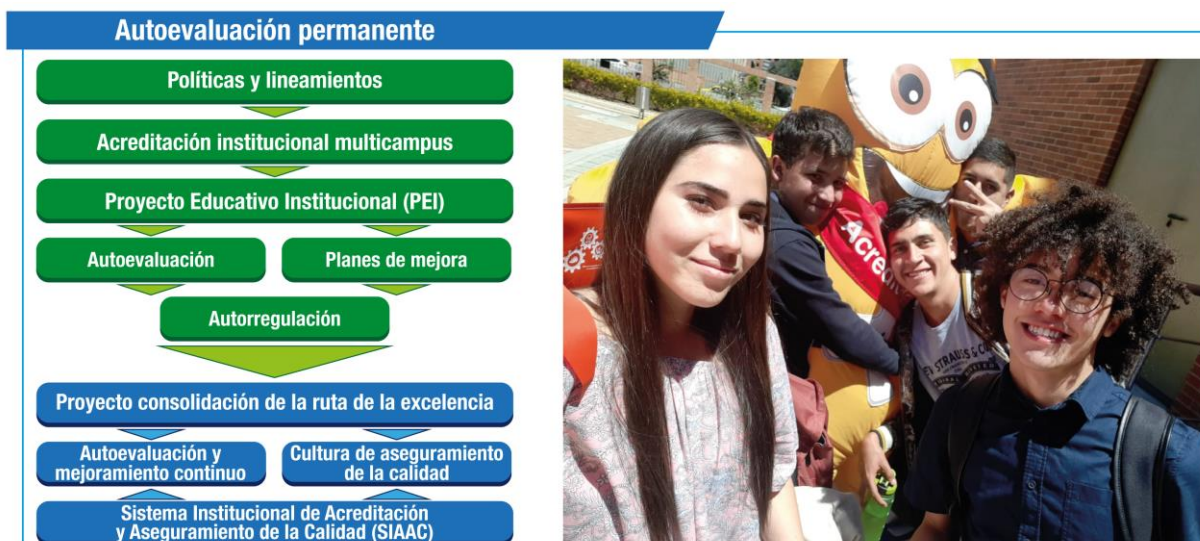 Autoevaluación permanente
Políticas y lineamientos
Acreditación institucional multicampus
Proyecto Educativo Institucional (PEI)
Autoevaluación
Planes de mejora
Autorregulación
Proyecto consolidación de la ruta de la excelencia
Autoevaluación y
mejoramiento continuo
Cultura de aseguramiento
de la calidad
Sistema Institucional de Acreditación
y Aseguramiento de la Calidad (SIAAC)